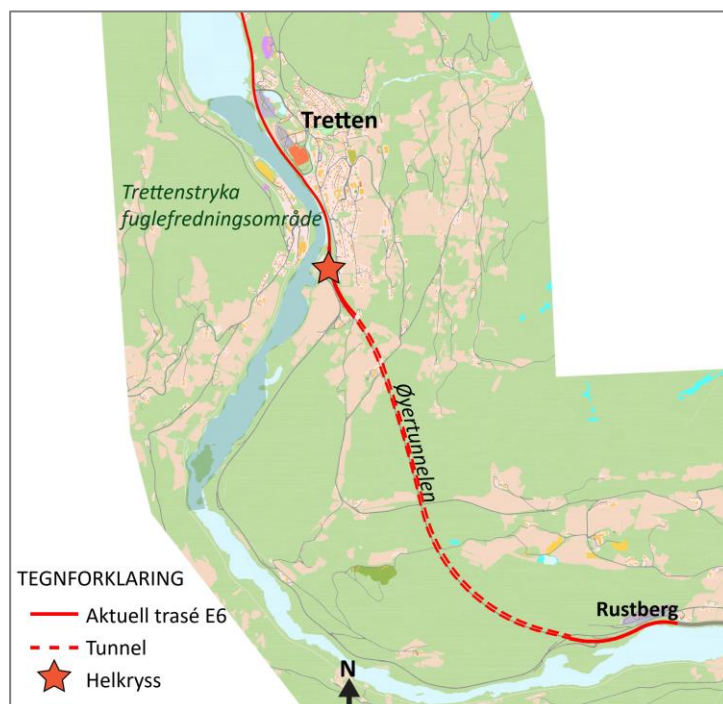 Tretten
Trettenstryka
fuglefredningsområde
Øyertunnelen
Rustberg
TEGNFORKLARING
Aktuell trasé E6
Tunnel
Helkryss
N